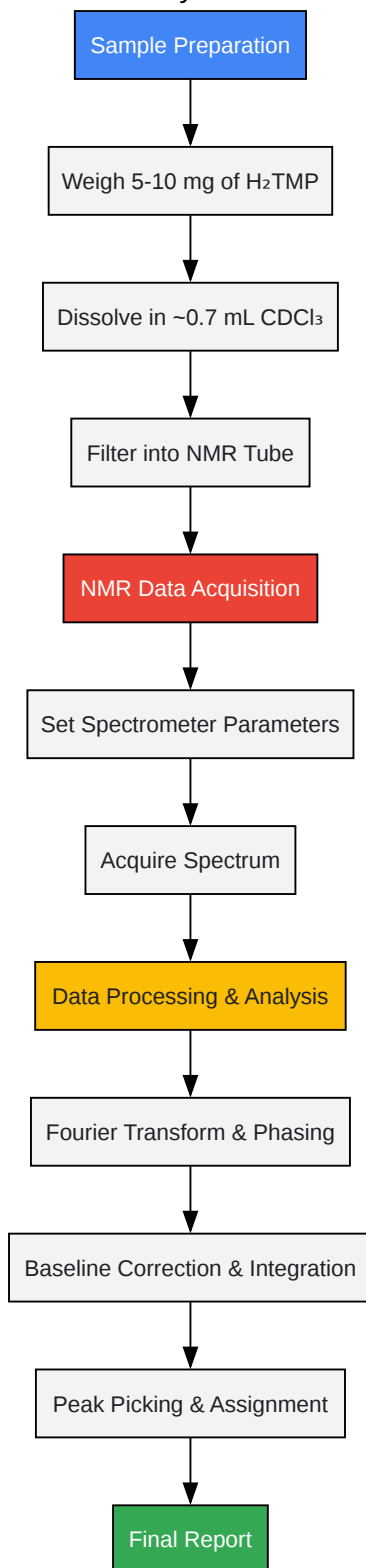 Sample Preparation
Weigh 5-10 mg of H₂TMP
Dissolve in ~0.7 mL CDCl₃
Filter into NMR Tube
NMR Data Acquisition
Set Spectrometer Parameters
Acquire Spectrum
Data Processing & Analysis
Fourier Transform & Phasing
Baseline Correction & Integration
Peak Picking & Assignment
Final Report